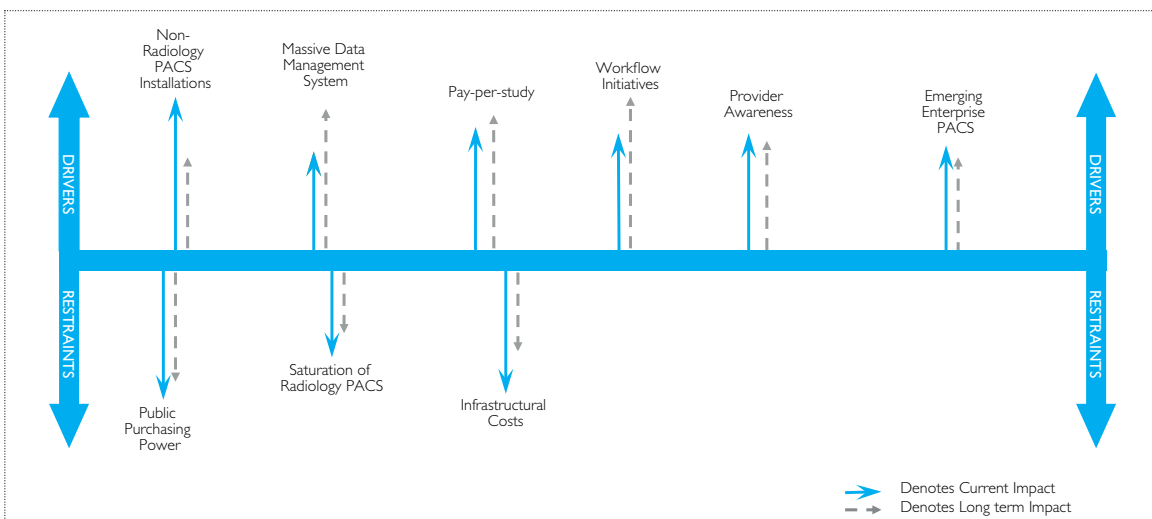 Non-
Radiology
PACS
Installations
Massive Data
Management
System
Pay-per-study
Workflow
Initiatives
Provider
Awareness
Emerging
Enterprise
PACS
DRIVERS
DRIVERS
RESTRAINTS
RESTRAINTS
Public
Purchasing
Power
Saturation of
Radiology PACS
Infrastructural
Costs
Denotes Current Impact
Denotes Long term Impact